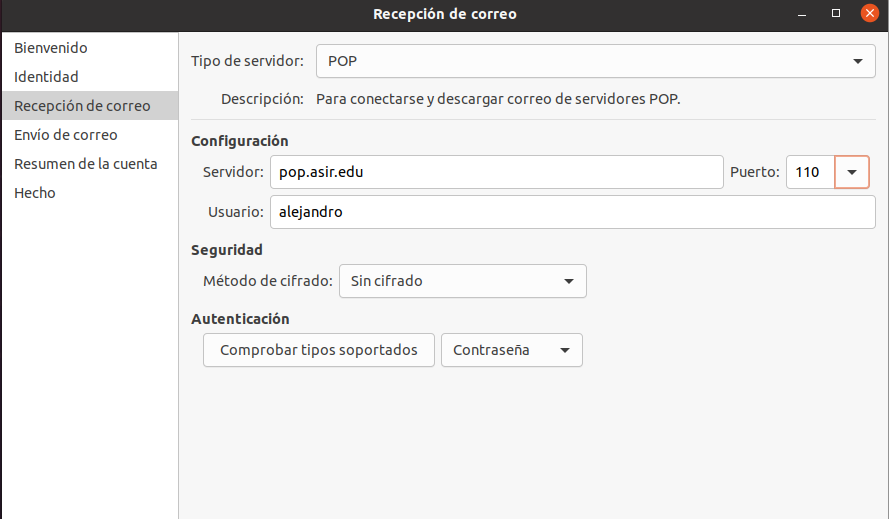 Recepción de correo
Bienvenido
Identidad
Recepción de correo
Envío de correo
Resumen de la cuenta
Hecho
Tipo de servidor: POP
Descripción: Para conectarse y descargar correo de servidores POP.
Configuración
Servidor: pop.asir.edu Puerto: 110
Usuario: alejandro
Seguridad
Método de cifrado: Sin cifrado
Autenticación
Comprobar tipos soportados Contraseña